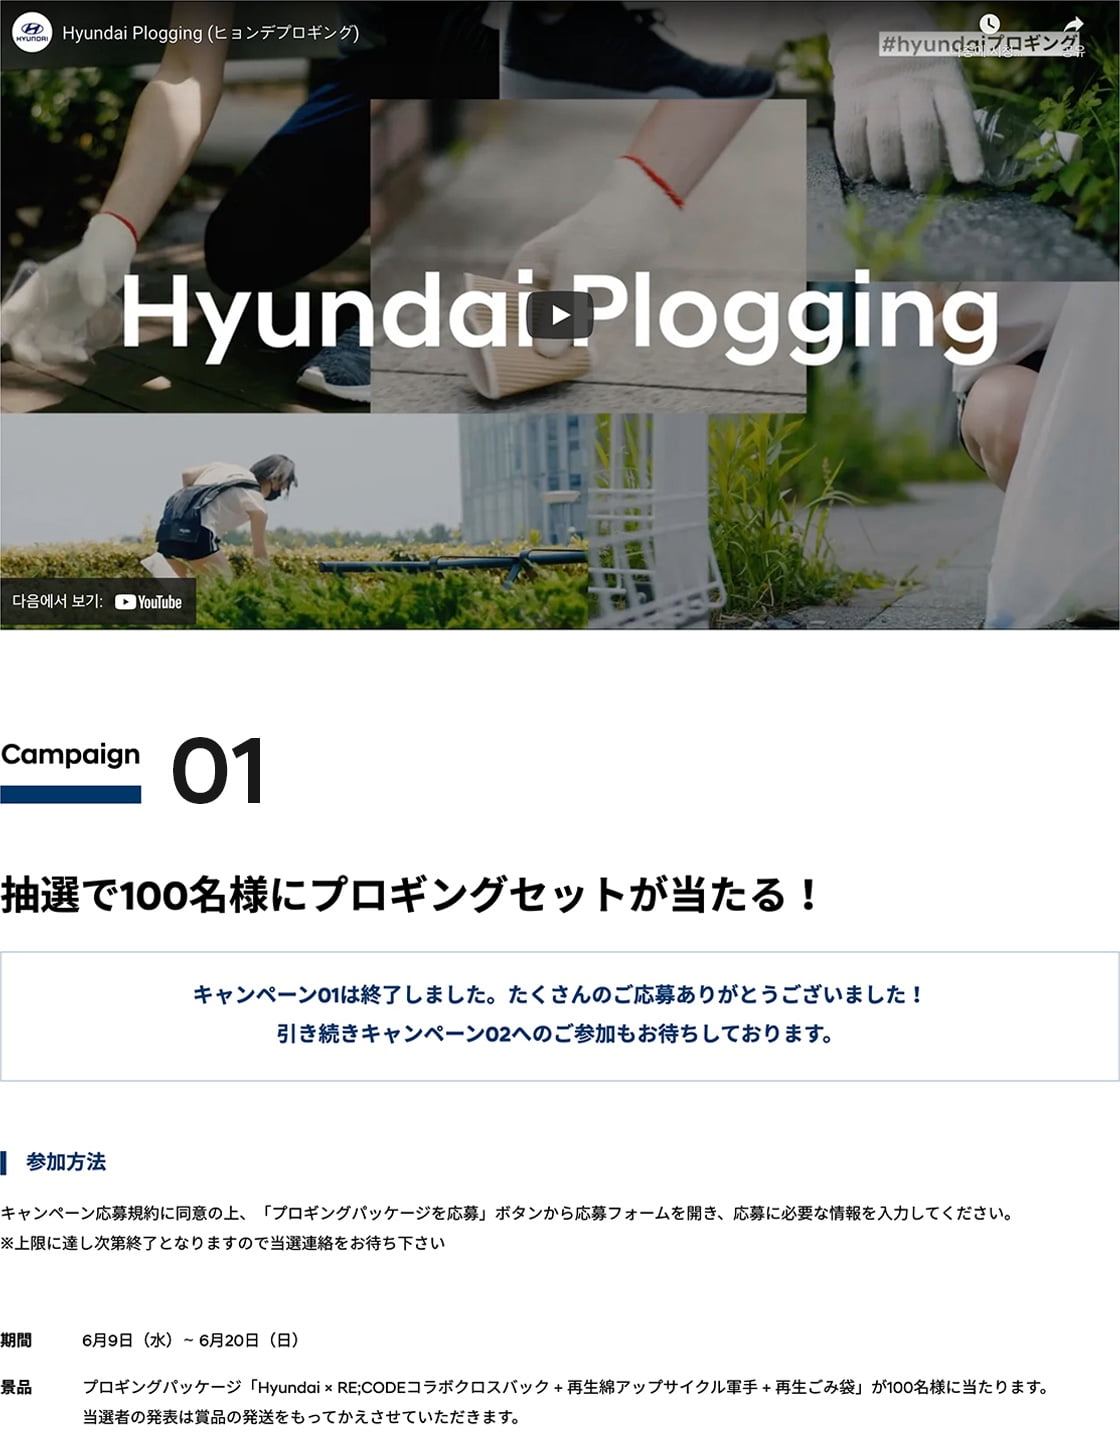 HYUNDAI
Hyundai Plogging (ヒョンデプロギング)
#hyundaiプロギング
Hyundai Plogging
다음에서 보기: YouTube
Campaign 01
抽選で100名様にプロギングセットが当たる！
キャンペーン01は終了しました。たくさんのご応募ありがとうございました！
引き続きキャンペーン02へのご参加もお待ちしております。
参加方法
キャンペーン応募規約に同意の上、「プロギングパッケージを応募」ボタンから応募フォームを開き、応募に必要な情報を入力してください。
※上限に達し次第終了となりますので当選連絡をお待ち下さい
期間 6月9日（水）~ 6月20日（日）
景品 プロギングパッケージ「Hyundai × RE;CODEコラボクロスバック + 再生綿アップサイクル軍手 + 再生ごみ袋」が100名様に当たります。
当選者の発表は賞品の発送をもってかえさせていただきます。